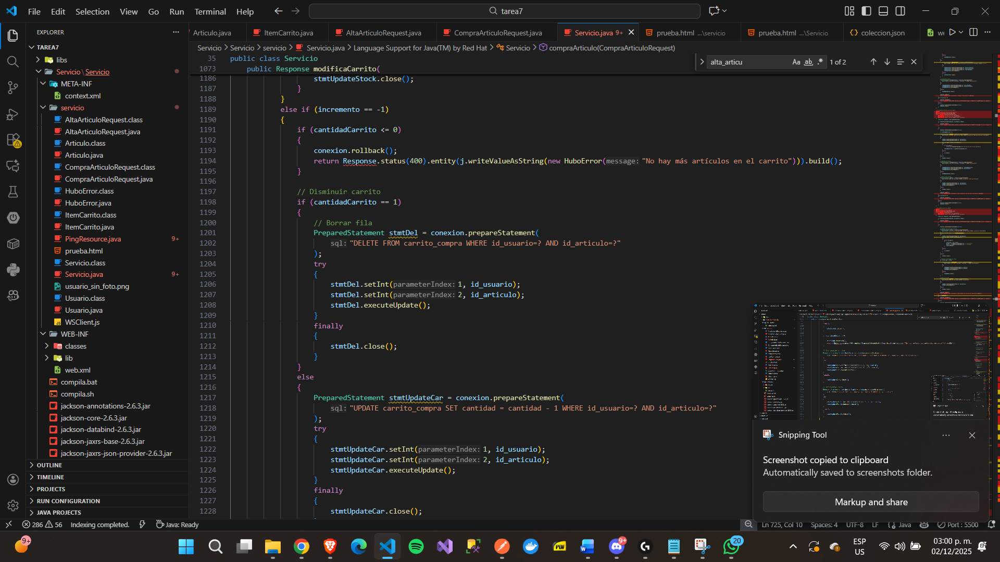 File Edit Selection View Go Run Terminal Help
tarea7
EXPLORER
TAREA7
libs
Servicio \ Servicio
META-INF
context.xml
servicio
AltaArticuloRequest.class
AltaArticuloRequest.java
Articulo.class
Articulo.java
CompraArticuloRequest.class
CompraArticuloRequest.java
HuboError.class
HuboError.java
ItemCarrito.class
ItemCarrito.java
PingResource.java 9+
prueba.html
Servicio.class
Servicio.java 9+
usuario_sin_foto.png
Usuario.class
Usuario.java
WSClient.js
WEB-INF
classes
lib
web.xml
compila.bat
compila.sh
jackson-annotations-2.6.3.jar
jackson-core-2.6.3.jar
jackson-databind-2.6.3.jar
jackson-jaxrs-base-2.6.3.jar
jackson-jaxrs-json-provider-2.6.3.jar
OUTLINE
TIMELINE
PROJECTS
RUN CONFIGURATION
JAVA PROJECTS
Articulo.java ItemCarrito.java AltaArticuloRequest.java CompraArticuloRequest.java Servicio.java 9+ prueba.html ...\servicio prueba.html ...\Servicio coleccion.json we
Servicio > Servicio > servicio > Servicio.java > Language Support for Java(TM) by Red Hat > Servicio > compraArticulo(CompraArticuloRequest)
alta_articu Aa ab .* 1 of 2
35 public class Servicio
1073 public Response modificaCarrito(
1186 stmtUpdateStock.close();
1187 }
1188 }
1189 else if (incremento == -1)
1190 {
1191 if (cantidadCarrito <= 0)
1192 {
1193 conexion.rollback();
1194 return Response.status(400).entity(j.writeValueAsString(new HuboError(message: "No hay más artículos en el carrito"))).build();
1195 }
1196
1197 // Disminuir carrito
1198 if (cantidadCarrito == 1)
1199 {
1200 // Borrar fila
1201 PreparedStatement stmtDel = conexion.prepareStatement(
1202 sql: "DELETE FROM carrito_compra WHERE id_usuario=? AND id_articulo=?"
1203 );
1204 try
1205 {
1206 stmtDel.setInt(parameterIndex: 1, id_usuario);
1207 stmtDel.setInt(parameterIndex: 2, id_articulo);
1208 stmtDel.executeUpdate();
1209 }
1210 finally
1211 {
1212 stmtDel.close();
1213 }
1214 }
1215 else
1216 {
1217 PreparedStatement stmtUpdateCar = conexion.prepareStatement(
1218 sql: "UPDATE carrito_compra SET cantidad = cantidad - 1 WHERE id_usuario=? AND id_articulo=?"
1219 );
1220 try
1221 {
1222 stmtUpdateCar.setInt(parameterIndex: 1, id_usuario);
1223 stmtUpdateCar.setInt(parameterIndex: 2, id_articulo);
1224 stmtUpdateCar.executeUpdate();
1225 }
1226 finally
1227 {
1228 stmtUpdateCar.close();
Snipping Tool
Screenshot copied to clipboard
Automatically saved to screenshots folder.
Markup and share
286 56 Indexing completed. Java: Ready
Ln 725, Col 10 Spaces: 4 UTF-8 LF Java Port : 5500
9+
PDF
9+
20
ESP
US
03:00 p. m.
02/12/2025